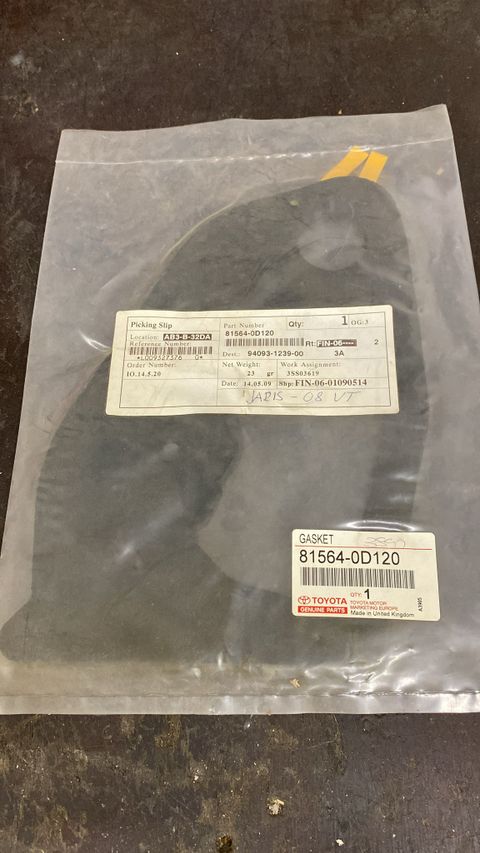 Picking Slip
Location: AB3-B-32DA
Reference Number
*L009327376 0*
Order Number:
IO.14.5.20
Part Number Qty: 1 OG:3
81564-0D120
Rt: FIN-06---- 2
Dest.: 94093-1239-00 3A
Net Weight: Work Assignment:
23 gr 3SS03619
Date: 14.05.09 Shp: FIN-06-01090514
JARIS - 08 VT
GASKET
81564-0D120
QTY: 1
TOYOTA
GENUINE PARTS
TOYOTA MOTOR
MARKETING EUROPE
Made in United Kingdom